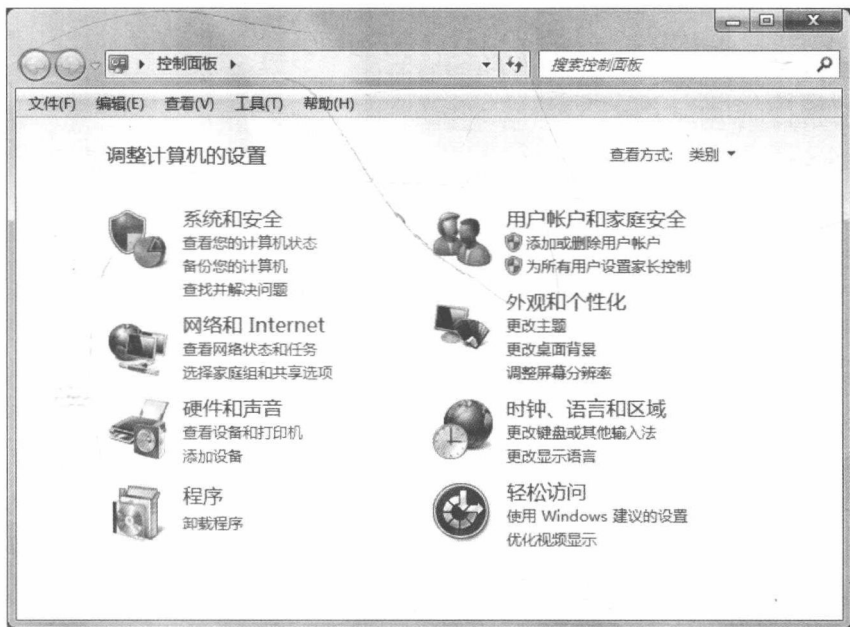 控制面板
搜索控制面板
文件(F) 编辑(E) 查看(V) 工具(T) 帮助(H)
调整计算机的设置
查看方式: 类别
系统和安全
查看您的计算机状态
备份您的计算机
查找并解决问题
网络和 Internet
查看网络状态和任务
选择家庭组和共享选项
硬件和声音
查看设备和打印机
添加设备
程序
卸载程序
用户帐户和家庭安全
添加或删除用户帐户
为所有用户设置家长控制
外观和个性化
更改主题
更改桌面背景
调整屏幕分辨率
时钟、语言和区域
更改键盘或其他输入法
更改显示语言
轻松访问
使用 Windows 建议的设置
优化视频显示